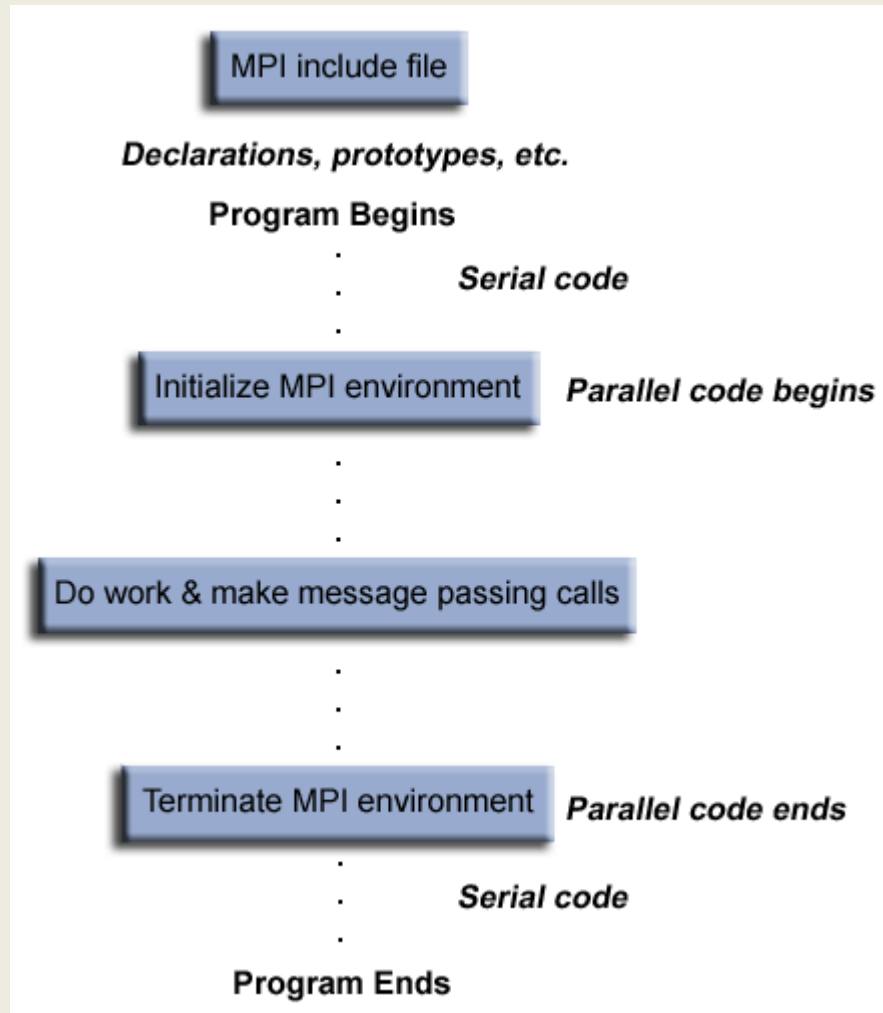 MPI include file
Declarations, prototypes, etc.
Program Begins
.
Serial code
.
.
Initialize MPI environment
Parallel code begins
.
.
.
Do work & make message passing calls
.
.
.
Terminate MPI environment
Parallel code ends
.
Serial code
.
.
Program Ends